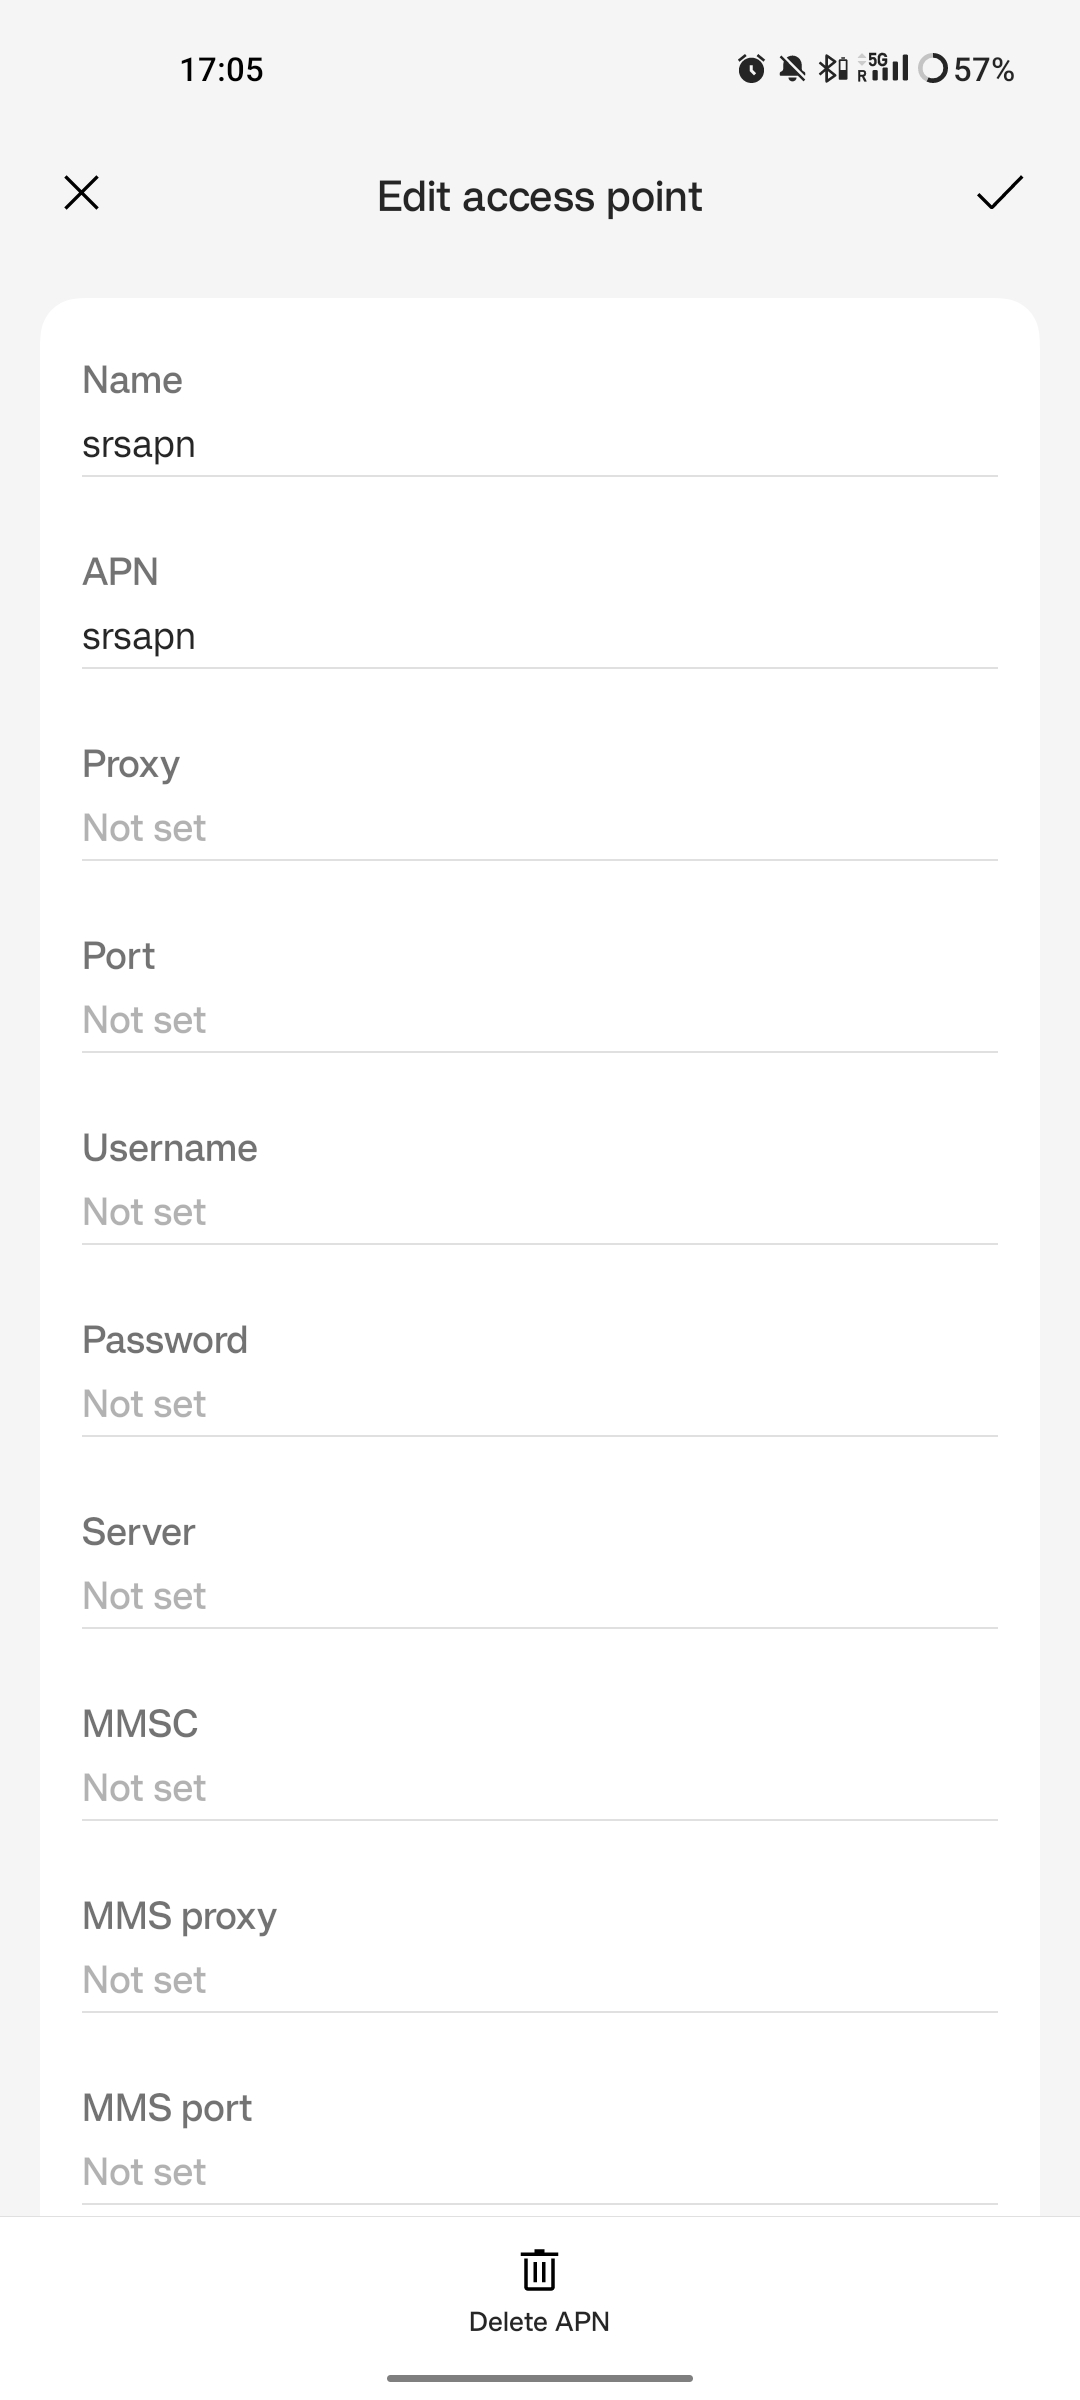 17:05
R 5G 57%
Edit access point
Name
srsapn
APN
srsapn
Proxy
Not set
Port
Not set
Username
Not set
Password
Not set
Server
Not set
MMSC
Not set
MMS proxy
Not set
MMS port
Not set
Delete APN